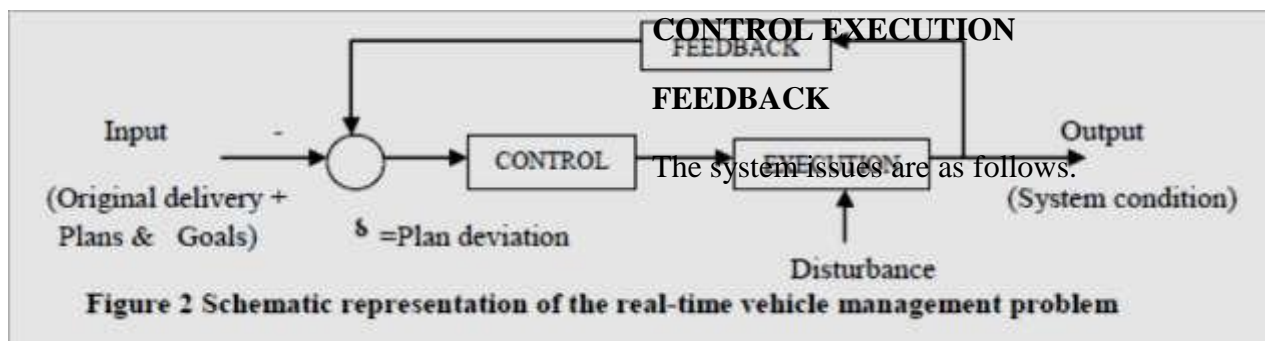 CONTROL EXECUTION
FEEDBACK
FEEDBACK
Input - Output
CONTROL EXECUTION
The system issues are as follows.
(Original delivery + (System condition)
Plans & Goals) δ =Plan deviation
Disturbance
Figure 2 Schematic representation of the real-time vehicle management problem